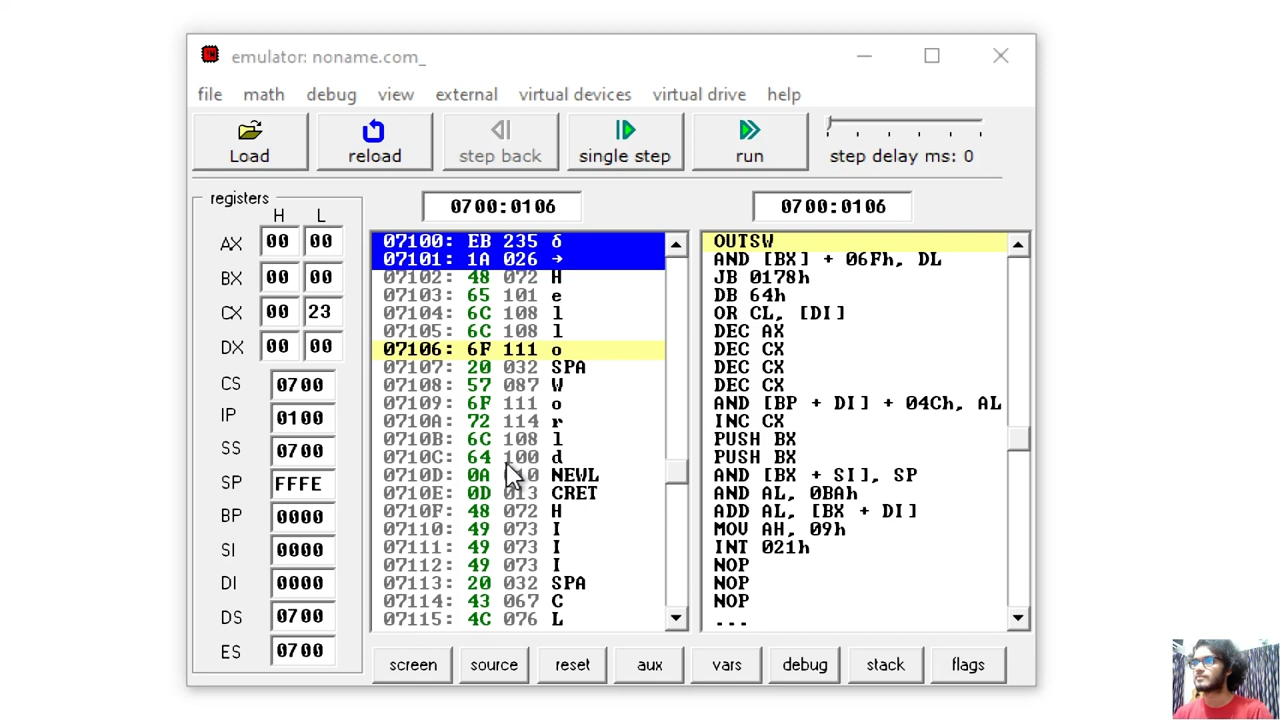 emulator: noname.com_
file math debug view external virtual devices virtual drive help
Load reload step back single step run step delay ms: 0
registers
H L
AX 00 00
BX 00 00
CX 00 23
DX 00 00
CS 0700
IP 0100
SS 0700
SP FFFE
BP 0000
SI 0000
DI 0000
DS 0700
ES 0700
0700:0106
07100: EB 235 δ
07101: 1A 026 →
07102: 48 072 H
07103: 65 101 e
07104: 6C 108 l
07105: 6C 108 l
07106: 6F 111 o
07107: 20 032 SPA
07108: 57 087 W
07109: 6F 111 o
0710A: 72 114 r
0710B: 6C 108 l
0710C: 64 100 d
0710D: 0A 010 NEWL
0710E: 0D 013 CRET
0710F: 48 072 H
07110: 49 073 I
07111: 49 073 I
07112: 49 073 I
07113: 20 032 SPA
07114: 43 067 C
07115: 4C 076 L
0700:0106
OUTSW
AND [BX] + 06Fh, DL
JB 0178h
DB 64h
OR CL, [DI]
DEC AX
DEC CX
DEC CX
DEC CX
AND [BP + DI] + 04Ch, AL
INC CX
PUSH BX
PUSH BX
AND [BX + SI], SP
AND AL, 0BAh
ADD AL, [BX + DI]
MOV AH, 09h
INT 021h
NOP
NOP
NOP
...
screen source reset aux vars debug stack flags